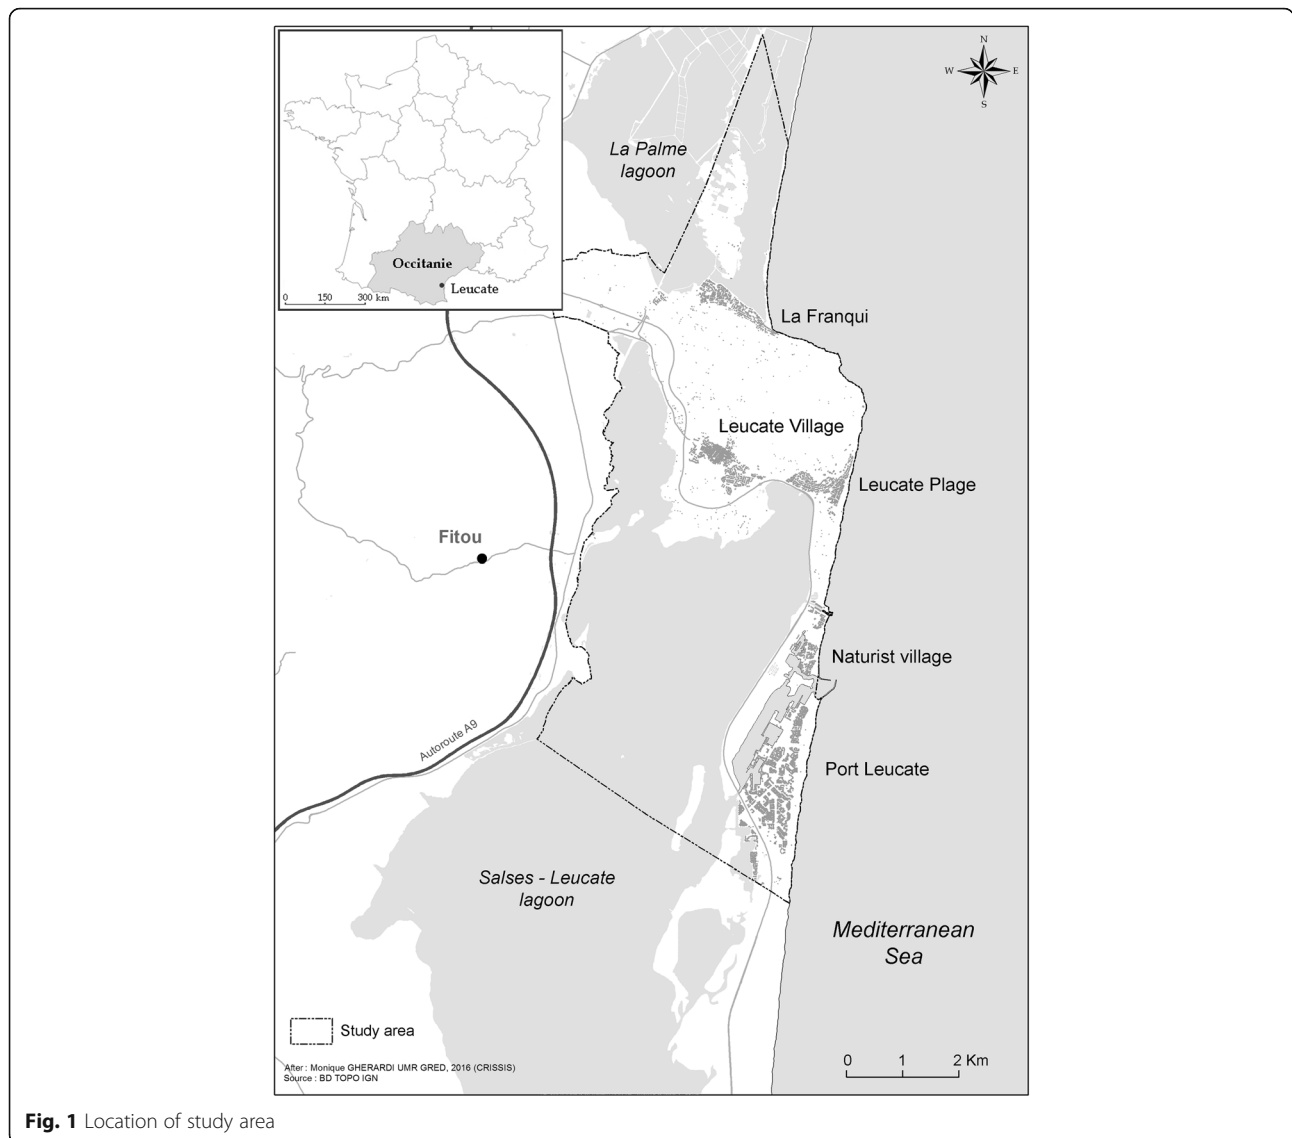 N
W
E
S
La Palme
lagoon
Occitanie
Leucate
0 150 300 km
La Franqui
Leucate Village
Leucate Plage
Fitou
Naturist village
Autoroute A9
Port Leucate
Salses - Leucate
lagoon
Mediterranean
Sea
Study area
0 1 2 Km
After : Monique GHERARDI UMR GRED, 2016 (CRISSIS)
Source : BD TOPO IGN
Fig. 1 Location of study area